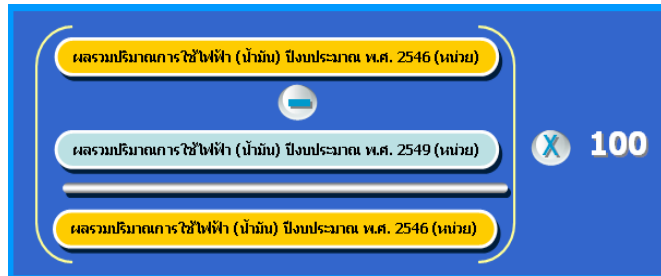 ผลรวมปริมาณการใช้ไฟฟ้า (น้ำมัน) ปีงบประมาณ พ.ศ. 2546 (หน่วย)
-
ผลรวมปริมาณการใช้ไฟฟ้า (น้ำมัน) ปีงบประมาณ พ.ศ. 2549 (หน่วย)
X 100
ผลรวมปริมาณการใช้ไฟฟ้า (น้ำมัน) ปีงบประมาณ พ.ศ. 2546 (หน่วย)